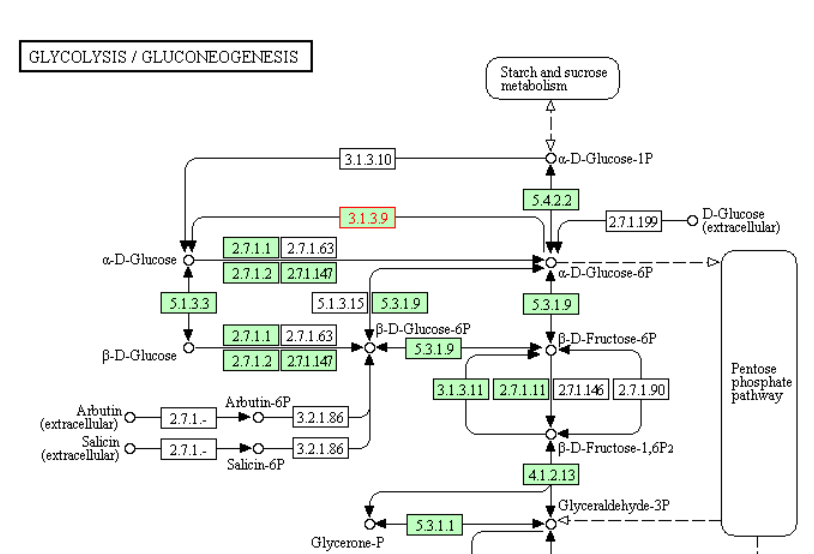 GLYCOLYSIS / GLUCONEOGENESIS
Starch and sucrose
metabolism
3.1.3.10
α-D-Glucose-1P
5.4.2.2
3.1.3.9
2.7.1.199
D-Glucose
(extracellular)
2.7.1.1
2.7.1.63
α-D-Glucose
2.7.1.2
2.7.1.147
α-D-Glucose-6P
5.1.3.3
5.1.3.15
5.3.1.9
5.3.1.9
β-D-Glucose-6P
2.7.1.1
2.7.1.63
β-D-Fructose-6P
5.3.1.9
β-D-Glucose
2.7.1.2
2.7.1.147
Pentose
phosphate
pathway
3.1.3.11
2.7.1.11
2.7.1.146
2.7.1.90
Arbutin
(extracellular)
2.7.1.-
Arbutin-6P
3.2.1.86
Salicin
(extracellular)
2.7.1.-
Salicin-6P
3.2.1.86
β-D-Fructose-1,6P2
4.1.2.13
Glyceraldehyde-3P
5.3.1.1
Glycerone-P